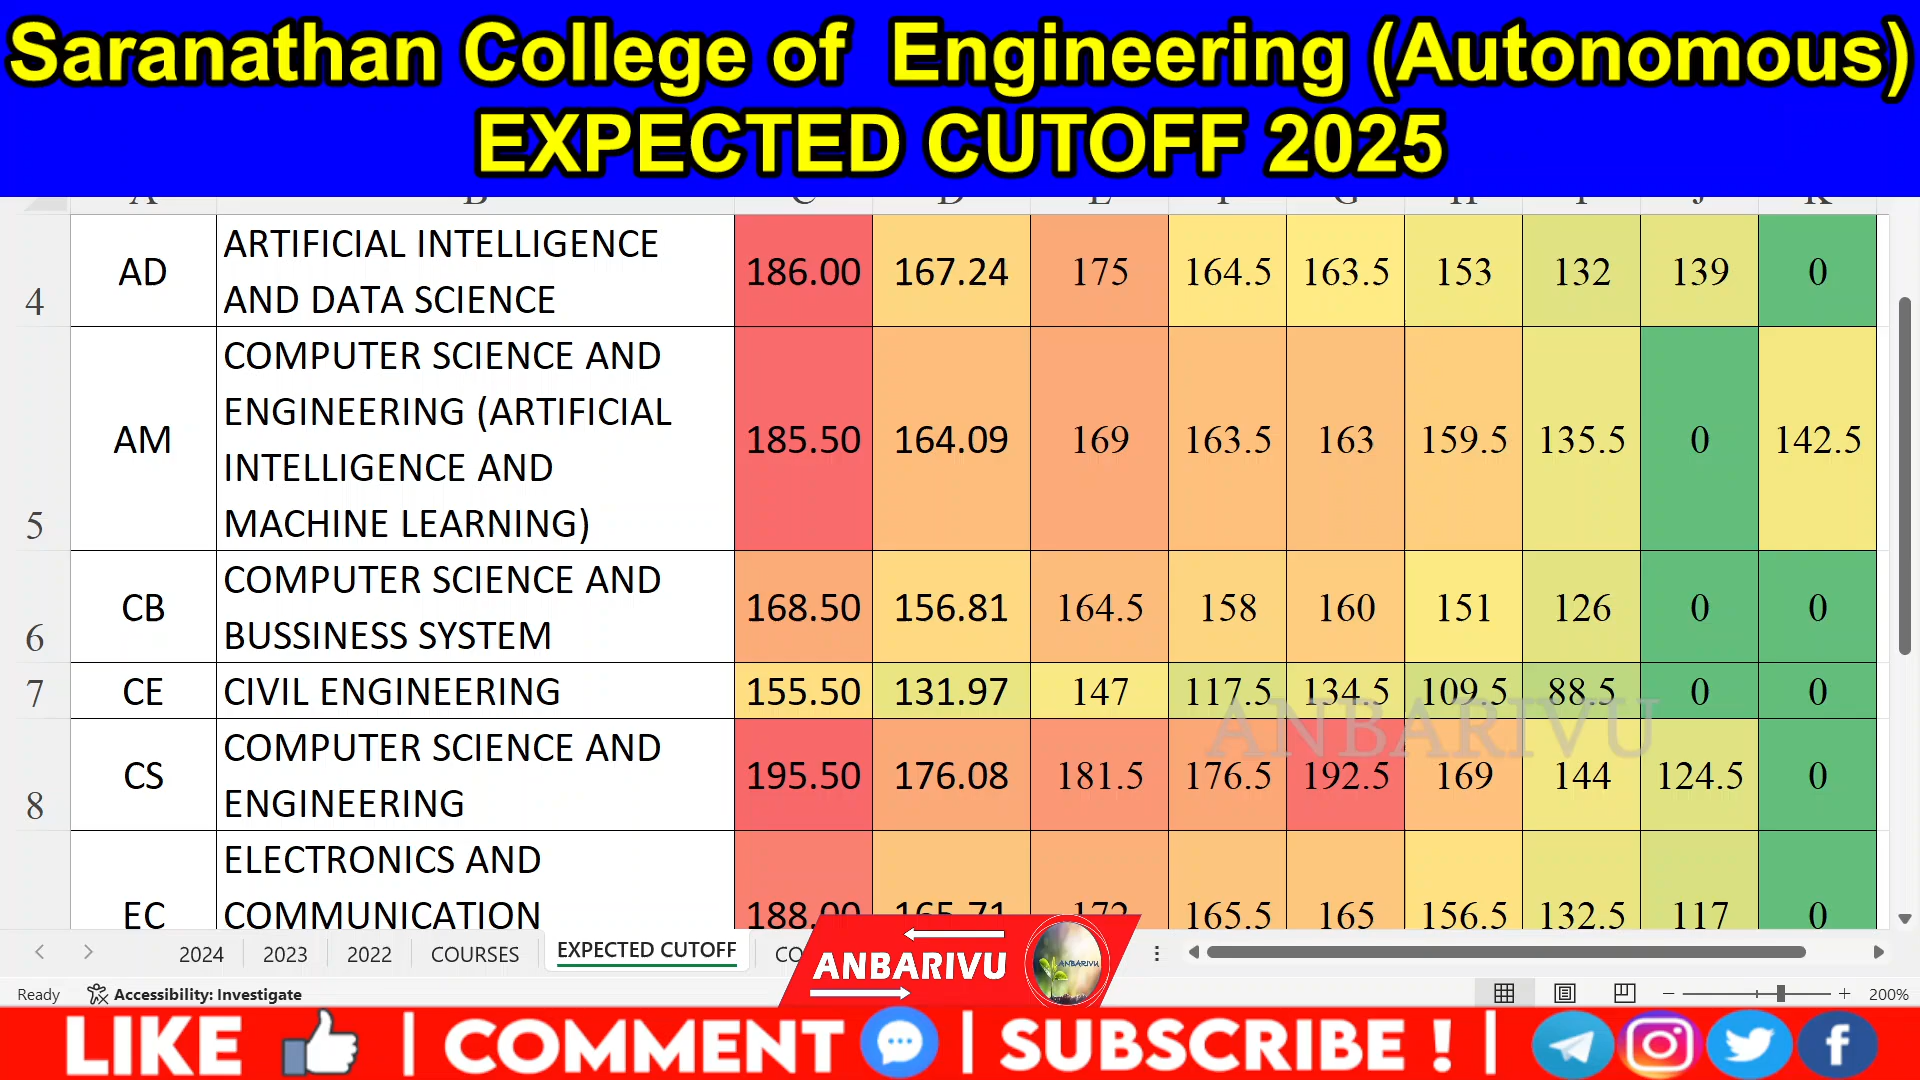 Saranathan College of Engineering (Autonomous)
EXPECTED CUTOFF 2025
A B C D E F G H I J K
4 AD ARTIFICIAL INTELLIGENCE AND DATA SCIENCE 186.00 167.24 175 164.5 163.5 153 132 139 0
5 AM COMPUTER SCIENCE AND ENGINEERING (ARTIFICIAL INTELLIGENCE AND MACHINE LEARNING) 185.50 164.09 169 163.5 163 159.5 135.5 0 142.5
6 CB COMPUTER SCIENCE AND BUSSINESS SYSTEM 168.50 156.81 164.5 158 160 151 126 0 0
7 CE CIVIL ENGINEERING 155.50 131.97 147 117.5 134.5 109.5 88.5 0 0
ANBARIVU
8 CS COMPUTER SCIENCE AND ENGINEERING 195.50 176.08 181.5 176.5 192.5 169 144 124.5 0
EC ELECTRONICS AND COMMUNICATION 188.00 165.71 172 165.5 165 156.5 132.5 117 0
2024 2023 2022 COURSES EXPECTED CUTOFF CO
ANBARIVU
ANBARIVU
Ready Accessibility: Investigate 200%
LIKE | COMMENT | SUBSCRIBE ! |